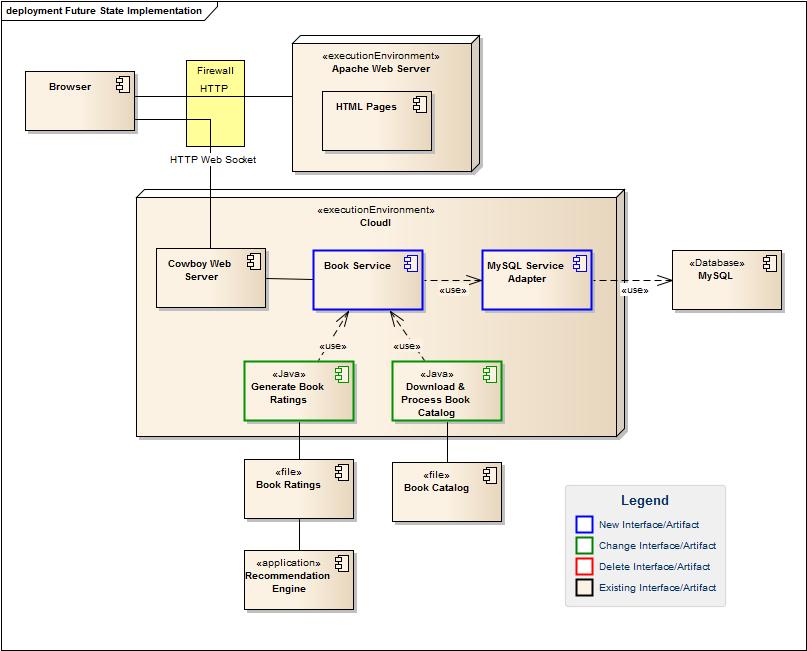 deployment Future State Implementation
Browser
Firewall
HTTP
HTTP Web Socket
«executionEnvironment»
Apache Web Server
HTML Pages
«executionEnvironment»
CloudI
Cowboy Web
Server
Book Service
«use»
MySQL Service
Adapter
«use»
«Database»
MySQL
«use»
«use»
«Java»
Generate Book
Ratings
«Java»
Download &
Process Book
Catalog
«file»
Book Ratings
«file»
Book Catalog
«application»
Recommendation
Engine
Legend
New Interface/Artifact
Change Interface/Artifact
Delete Interface/Artifact
Existing Interface/Artifact